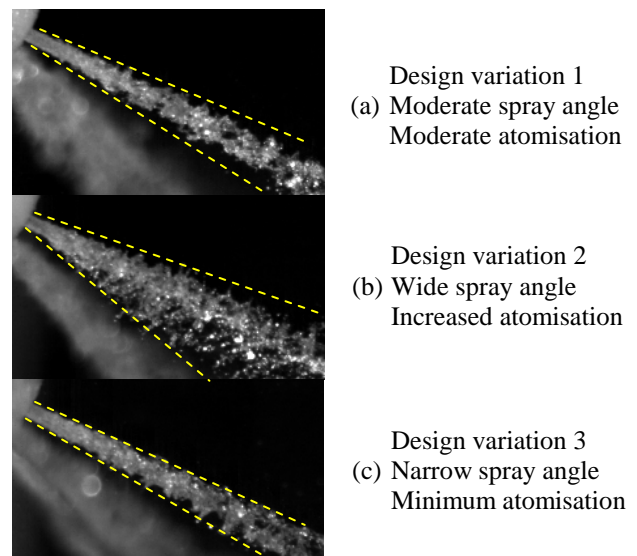 Design variation 1
(a) Moderate spray angle
Moderate atomisation
Design variation 2
(b) Wide spray angle
Increased atomisation
Design variation 3
(c) Narrow spray angle
Minimum atomisation